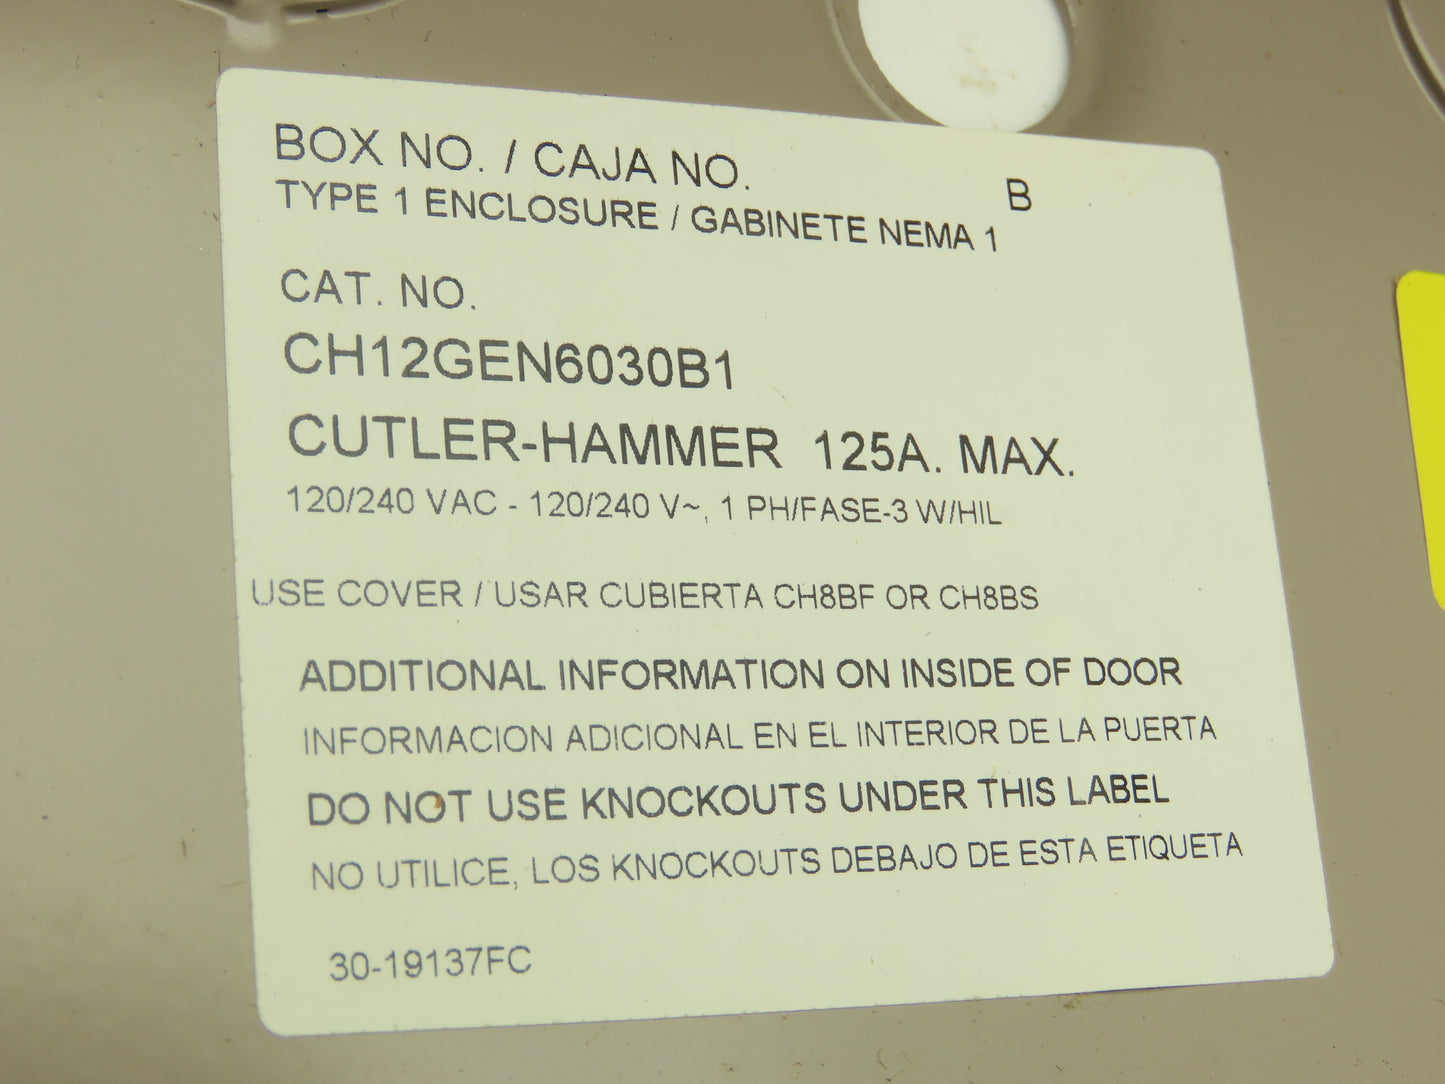 BOX NO. / CAJA NO. B
TYPE 1 ENCLOSURE / GABINETE NEMA 1
CAT. NO.
CH12GEN6030B1
CUTLER-HAMMER 125A. MAX.
120/240 VAC - 120/240 V~, 1 PH/FASE-3 W/HIL
USE COVER / USAR CUBIERTA CH8BF OR CH8BS
ADDITIONAL INFORMATION ON INSIDE OF DOOR
INFORMACION ADICIONAL EN EL INTERIOR DE LA PUERTA
DO NOT USE KNOCKOUTS UNDER THIS LABEL
NO UTILICE, LOS KNOCKOUTS DEBAJO DE ESTA ETIQUETA
30-19137FC